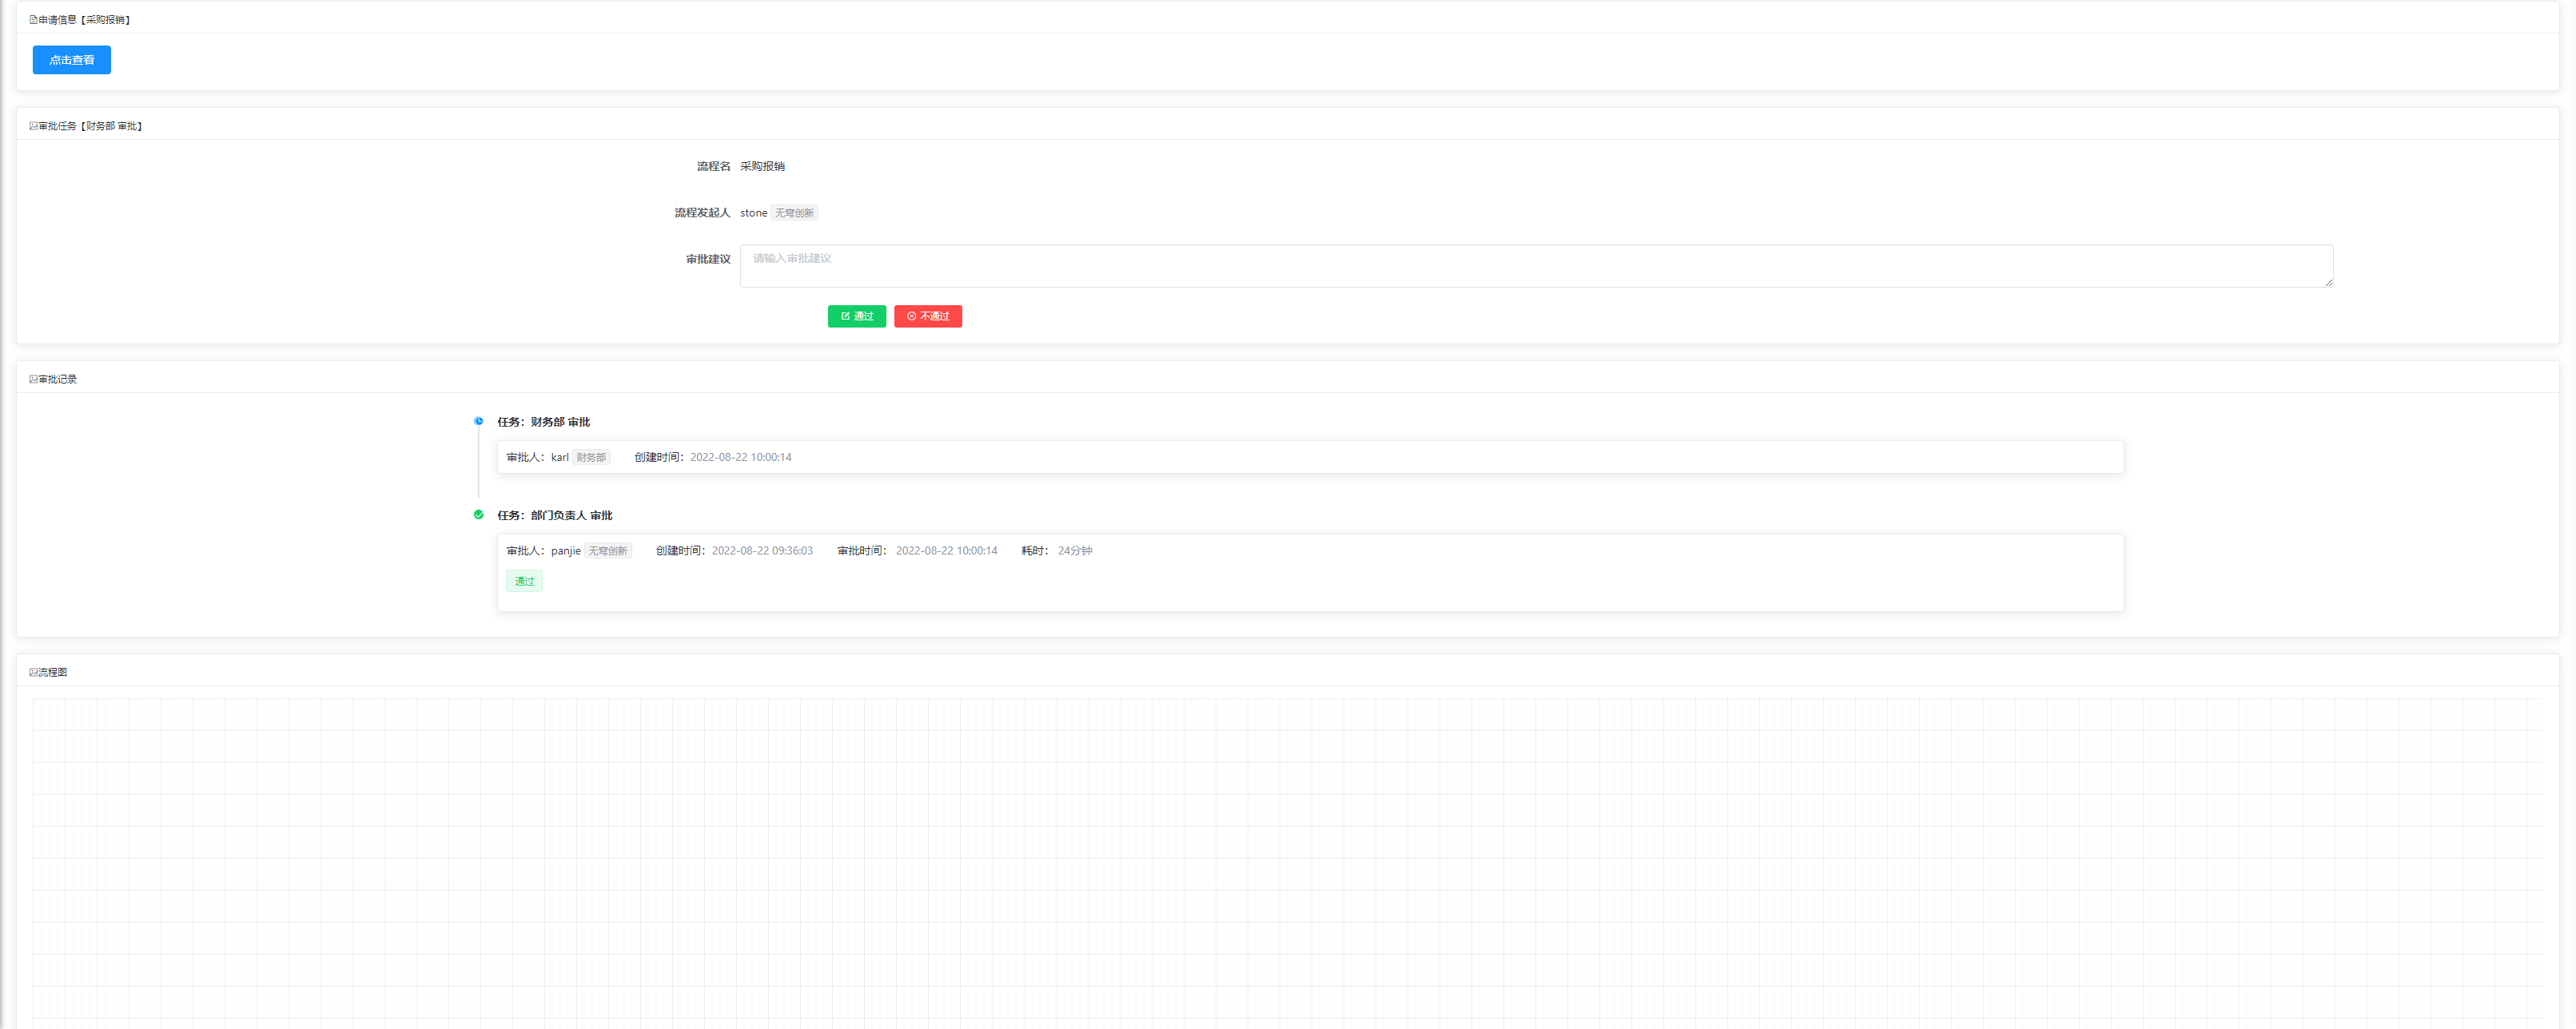 申请信息【采购报销】
点击查看
审批任务【财务部 审批】
流程名 采购报销
流程发起人 stone 无穹创新
审批建议 请输入审批建议
通过 不通过
审批记录
任务：财务部 审批
审批人：karl 财务部 创建时间：2022-08-22 10:00:14
任务：部门负责人 审批
审批人：panjie 无穹创新 创建时间：2022-08-22 09:36:03 审批时间： 2022-08-22 10:00:14 耗时： 24分钟
通过
流程图